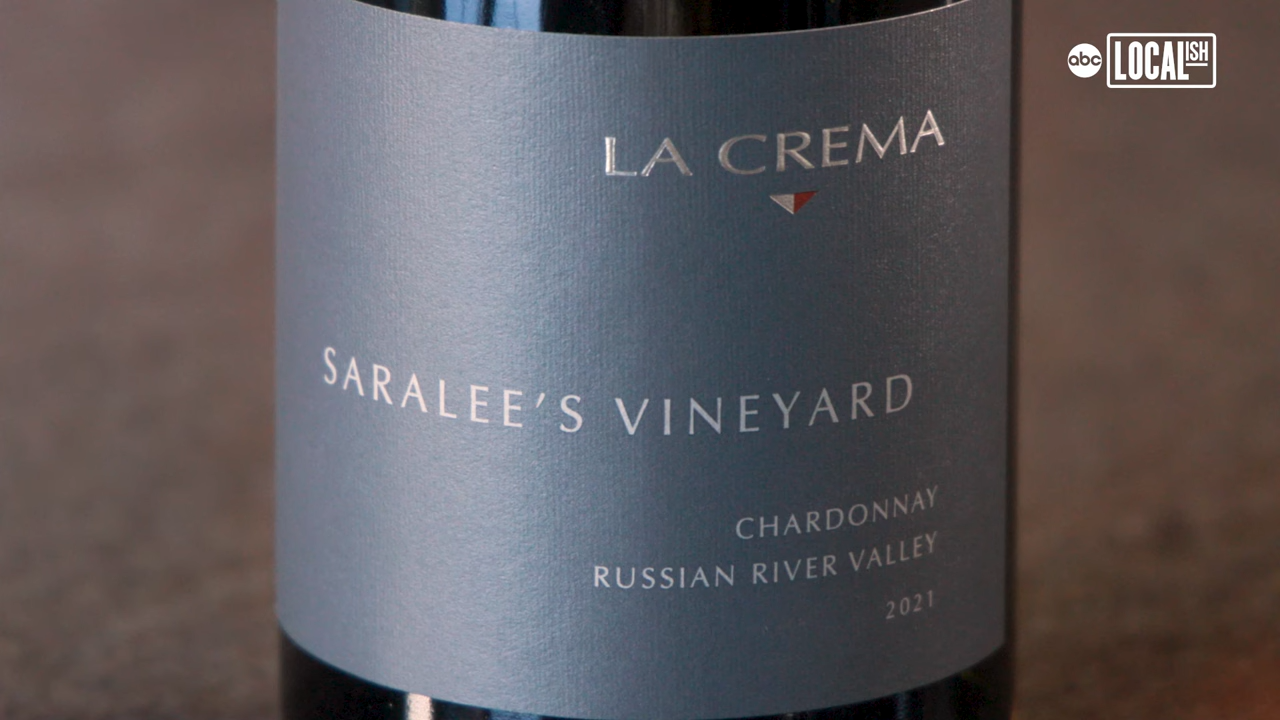 abc LOCALISH
LA CREMA
SARALEE'S VINEYARD
CHARDONNAY
RUSSIAN RIVER VALLEY
2021